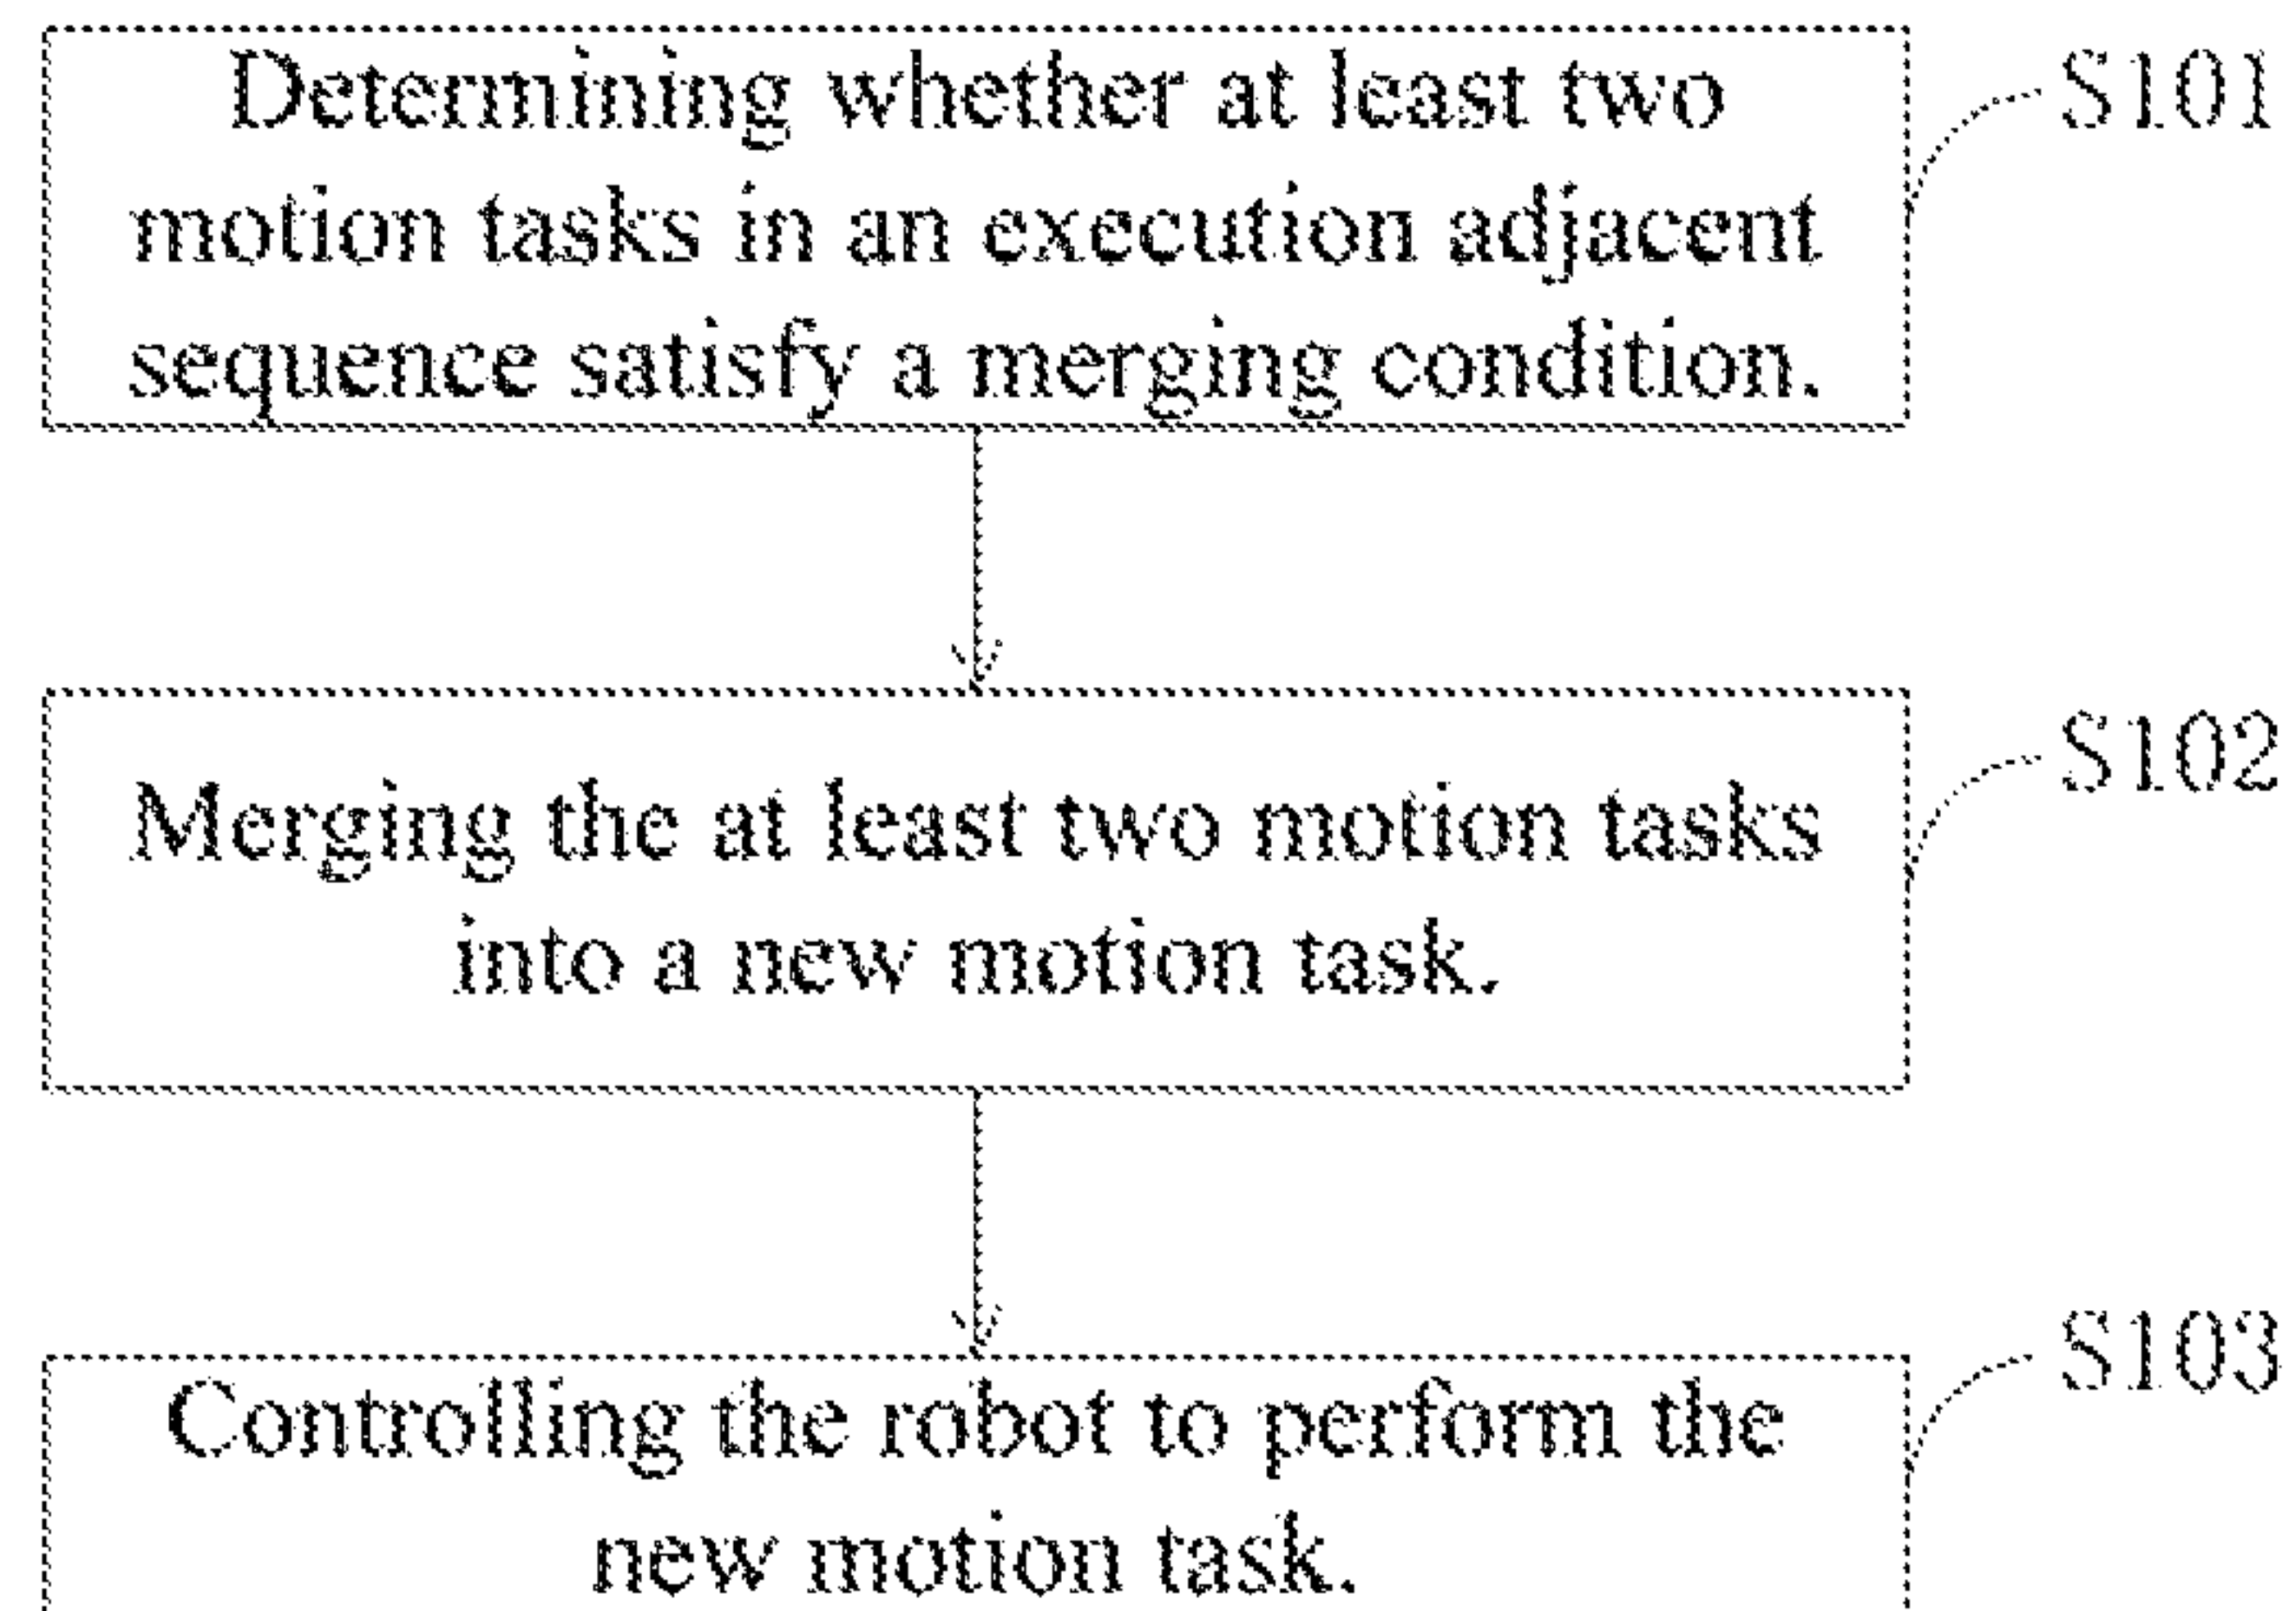 Determining whether at least two
motion tasks in an execution adjacent
sequence satisfy a merging condition.
S101
Merging the at least two motion tasks
into a new motion task.
S102
Controlling the robot to perform the
new motion task.
S103